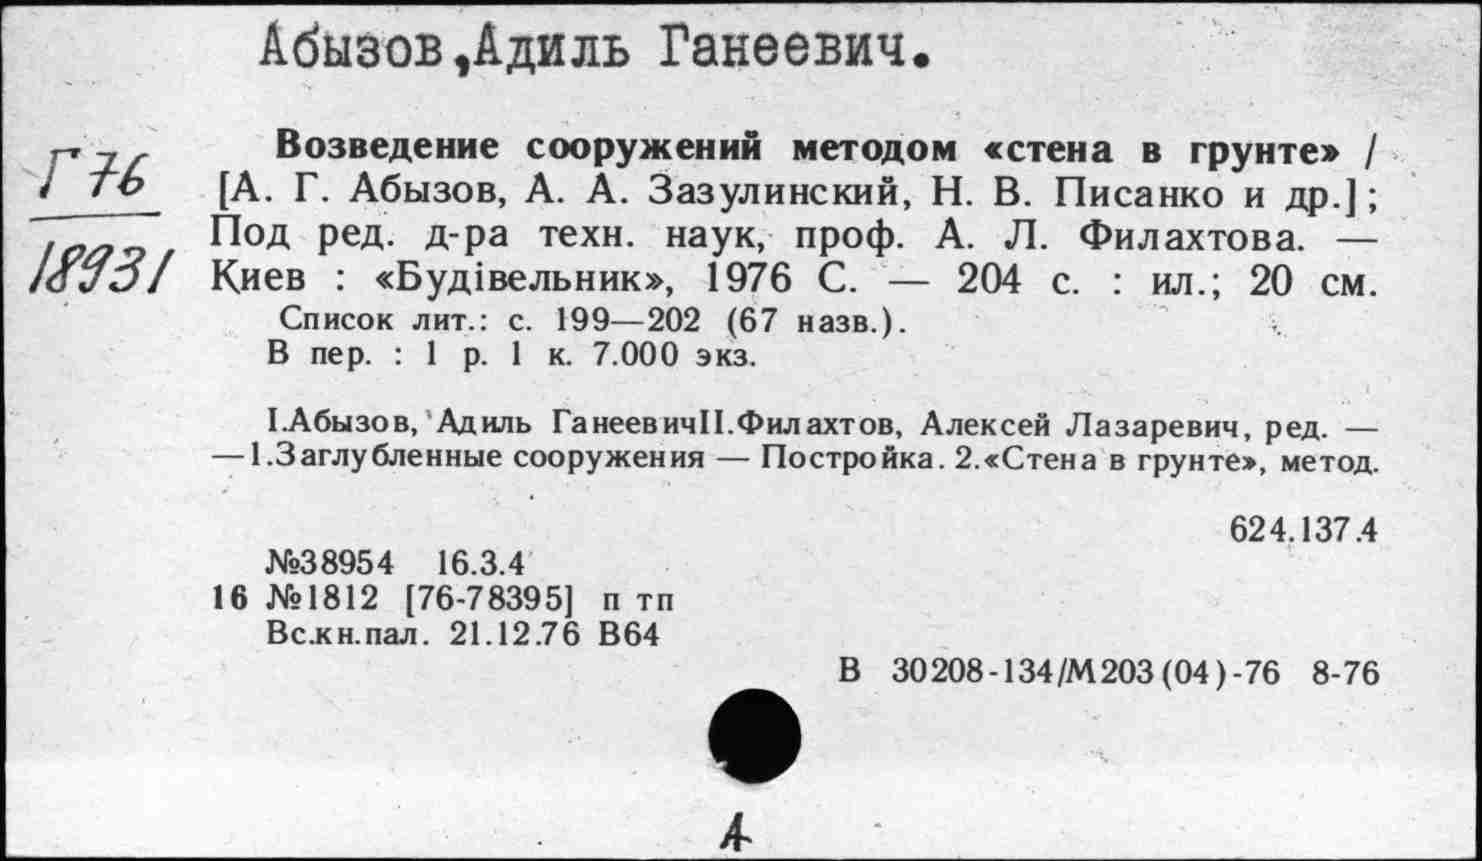 Абызов,Адиль Ганеевич.
Г76
18931
Возведение сооружений методом «стена в грунте» /
[А. Г. Абызов, А. А. Зазулинский, Н. В. Писанко и др.];
Под ред. д-ра техн. наук, проф. А. Л. Филахтова. —
Киев : «Будівельник», 1976 С. — 204 с. : ил.; 20 см.
Список лит.: с. 199—202 (67 назв.).
В пер. : 1 р. 1 к. 7.000 экз.
I.Абызов, Адиль ГанеевичII.Филахтов, Алексей Лазаревич, ред. —
— 1.Заглубленные сооружения — Постройка. 2.«Стена в грунте», метод.
624.137.4
№38954 16.3.4
16 №1812 [76-78395] п тп
Вс.кн.пал. 21.12.76 В64
В 30208-134/М203(04)-76 8-76
4